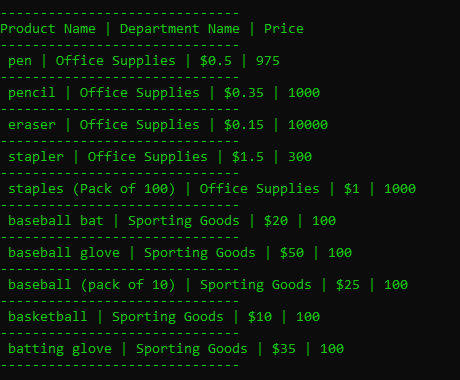 ------------------------------
Product Name | Department Name | Price
------------------------------
pen | Office Supplies | $0.5 | 975
------------------------------
pencil | Office Supplies | $0.35 | 1000
------------------------------
eraser | Office Supplies | $0.15 | 10000
------------------------------
stapler | Office Supplies | $1.5 | 300
------------------------------
staples (Pack of 100) | Office Supplies | $1 | 1000
------------------------------
baseball bat | Sporting Goods | $20 | 100
------------------------------
baseball glove | Sporting Goods | $50 | 100
------------------------------
baseball (pack of 10) | Sporting Goods | $25 | 100
------------------------------
basketball | Sporting Goods | $10 | 100
------------------------------
batting glove | Sporting Goods | $35 | 100
------------------------------